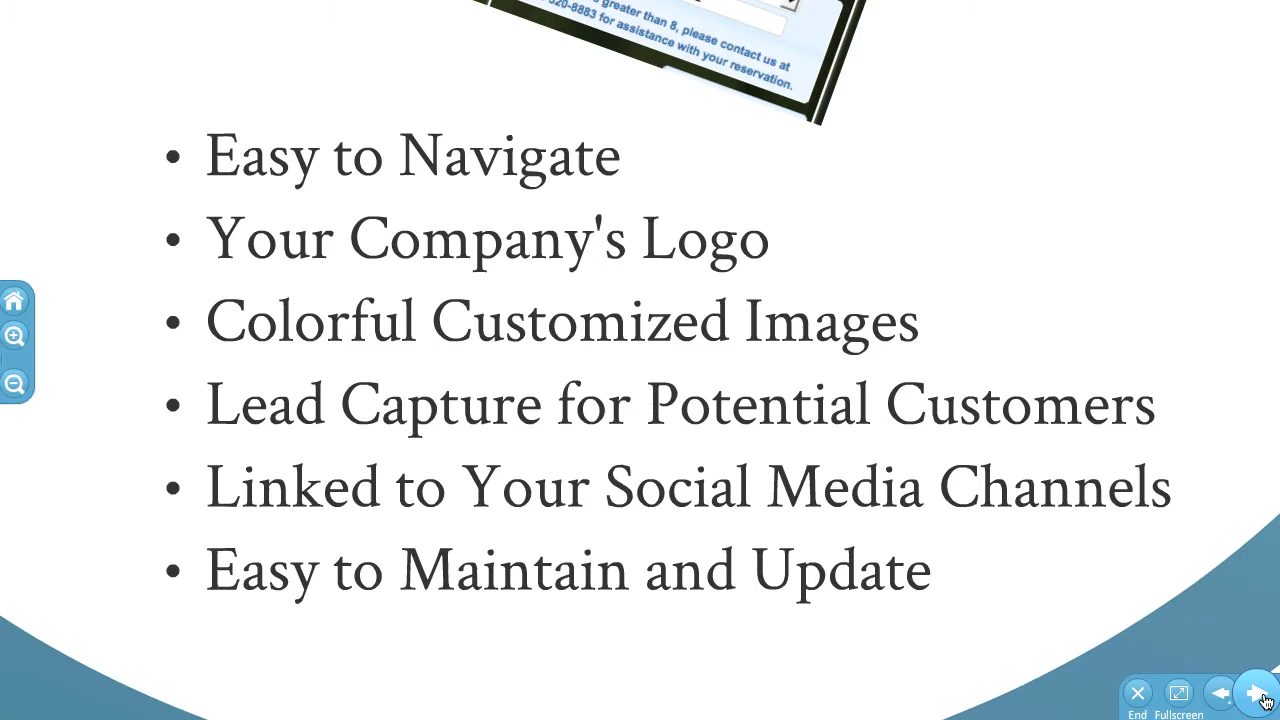 greater than 8, please contact us at
520-8883 for assistance with your reservation.
• Easy to Navigate
• Your Company's Logo
• Colorful Customized Images
• Lead Capture for Potential Customers
• Linked to Your Social Media Channels
• Easy to Maintain and Update
End Fullscreen